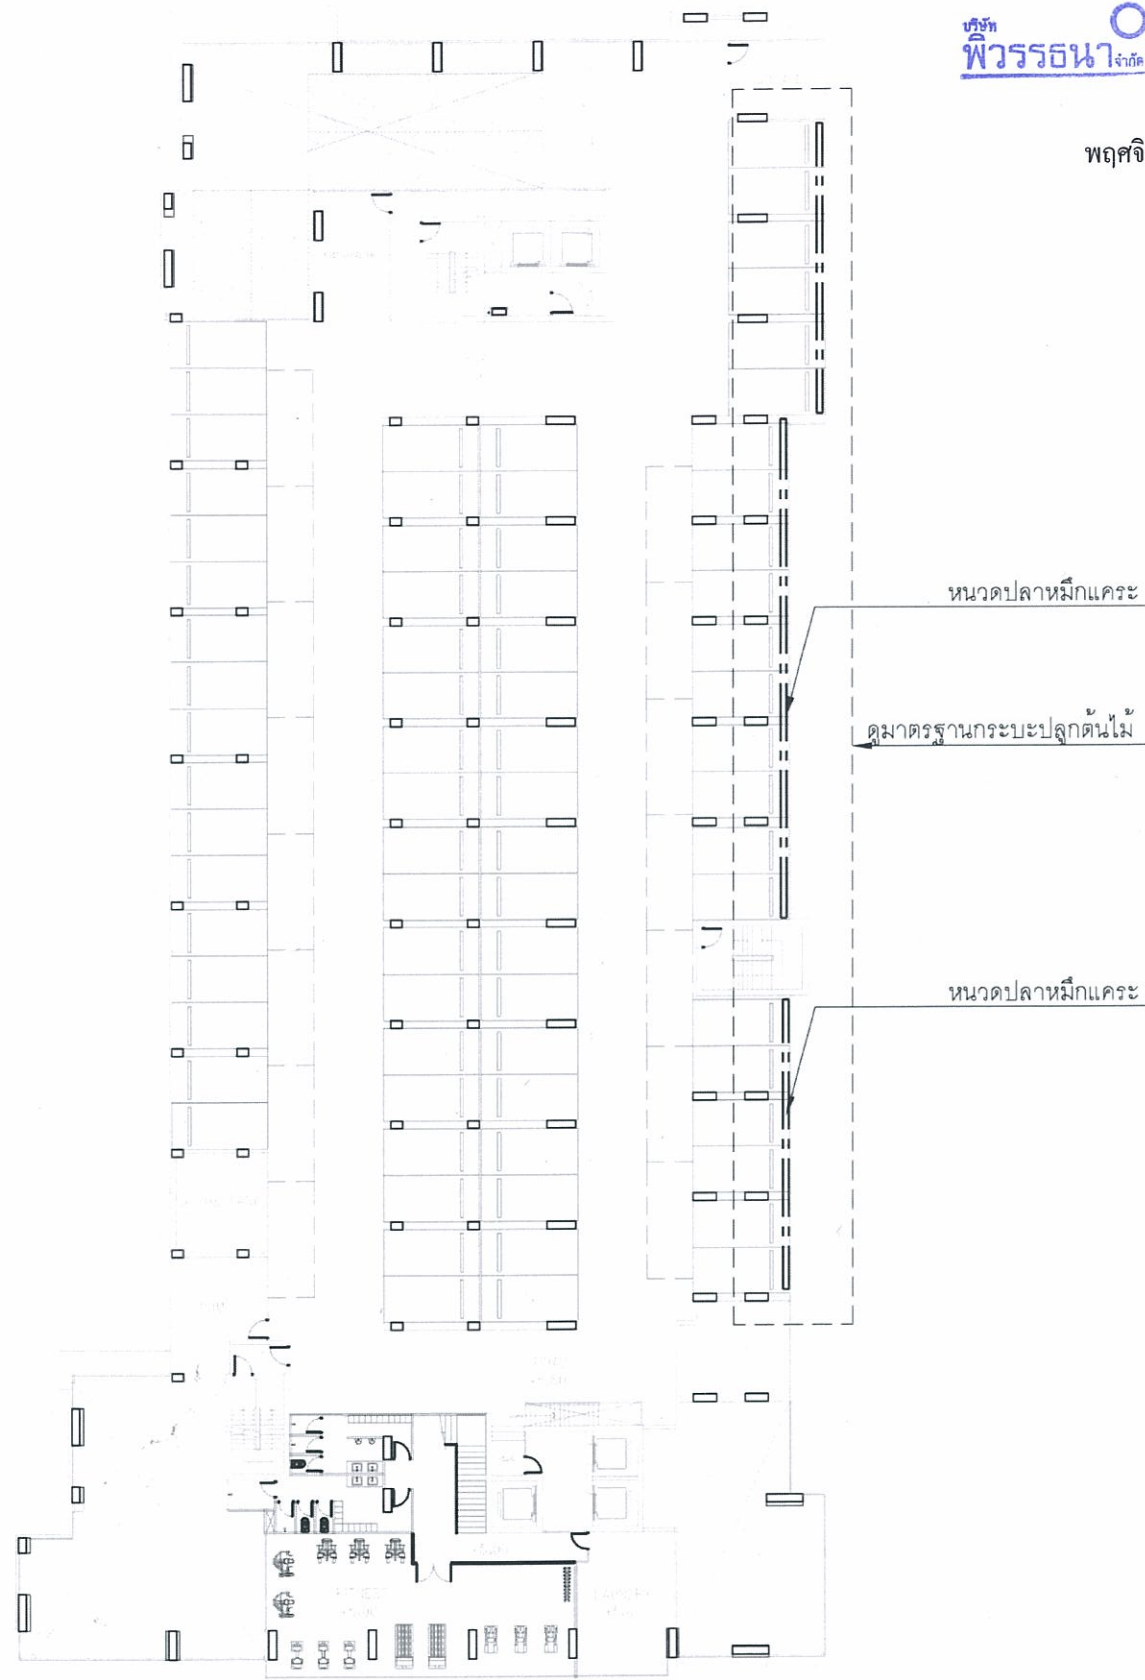 บริษัท
พีวรรธนา จำกัด
พฤศจิ
หนวดปลาหมึกแคระ
ดูมาตรฐานกระบะปลูกต้นไม้
หนวดปลาหมึกแคระ